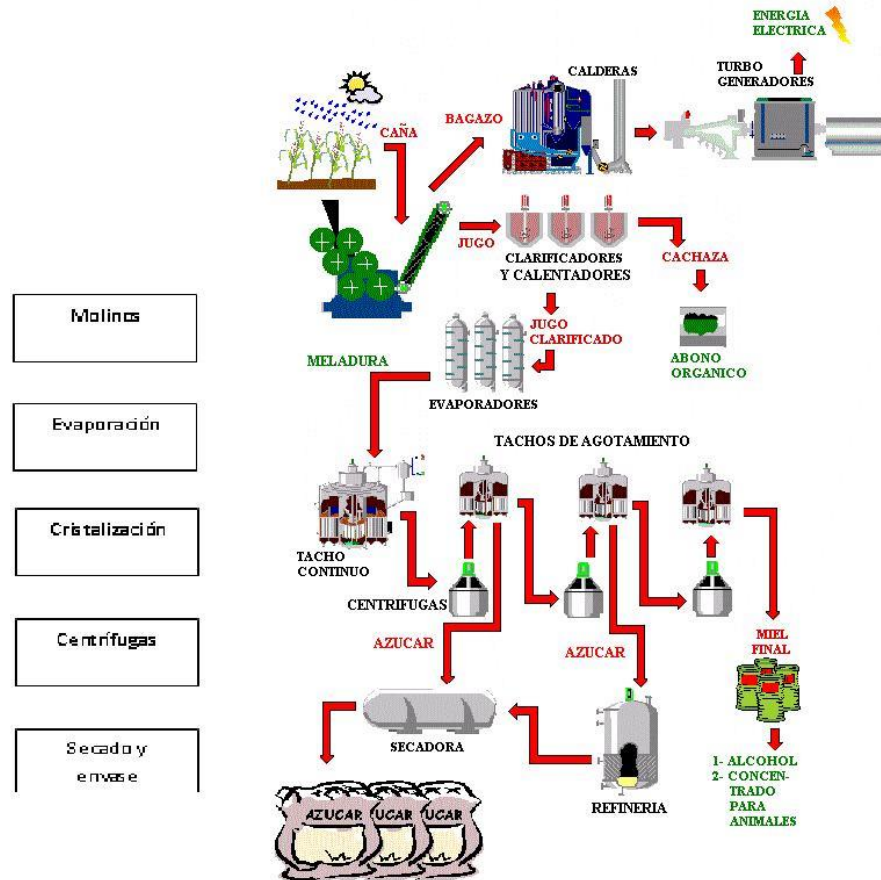 ENERGIA
ELECTRICA
TURBO
GENERADORES
CALDERAS
BAGAZO
CAÑA
JUGO
CLARIFICADORES
Y CALENTADORES
CACHAZA
JUGO
CLARIFICADO
ABONO
ORGANICO
MELADURA
EVAPORADORES
Molinos
Evaporación
Cristalización
Centrífugas
Secado y
envase
TACHOS DE AGOTAMIENTO
TACHO
CONTINUO
CENTRIFUGAS
AZUCAR
AZUCAR
MIEL
FINAL
SECADORA
REFINERIA
1- ALCOHOL
2- CONCEN-
TRADO
PARA
ANIMALES
AZUCAR
UCAR
UCAR